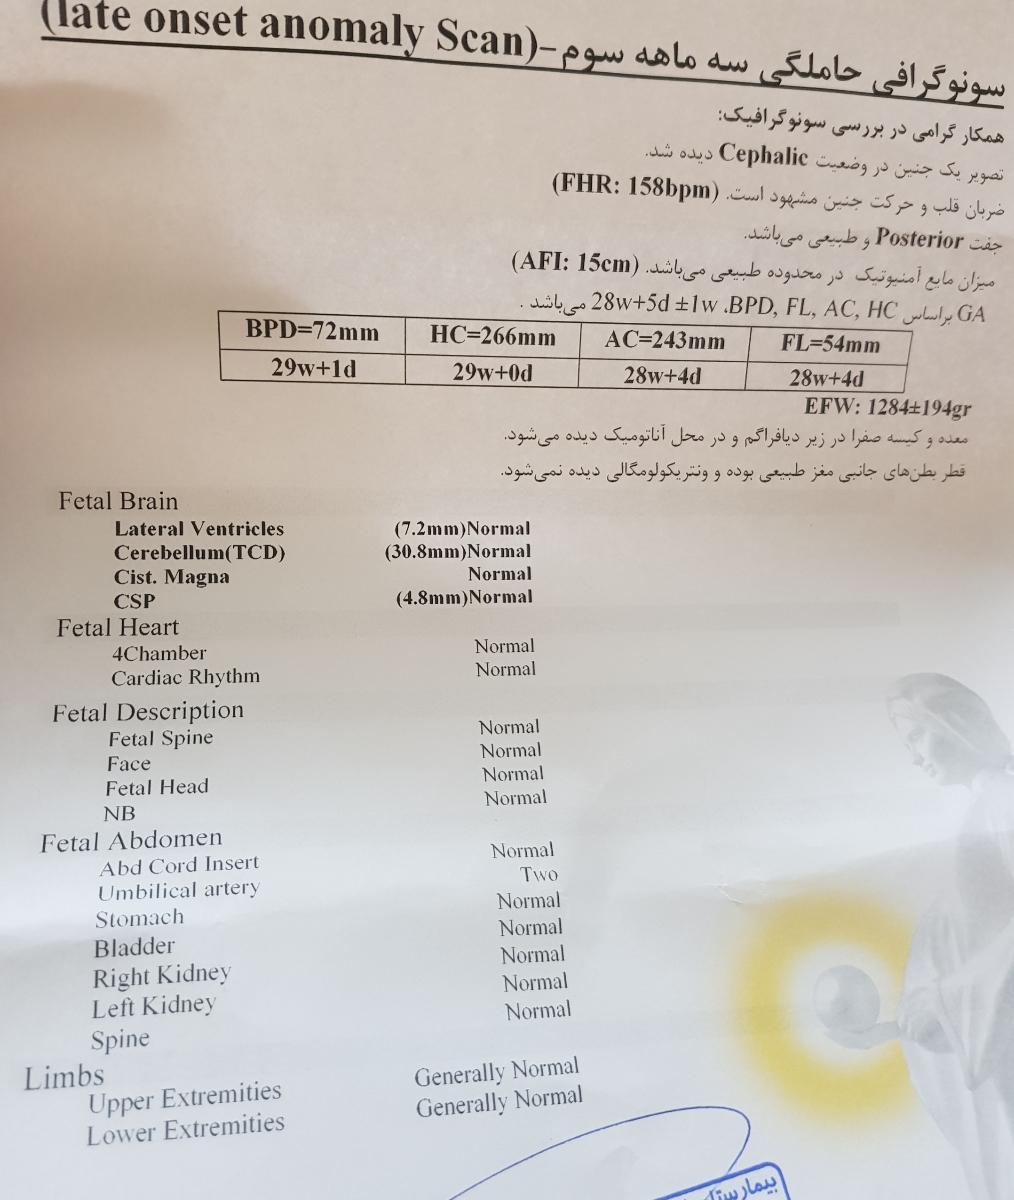 سونوگرافی حاملگی سه ماهه سوم-(late onset anomaly Scan)
همکار گرامی در بررسی سونوگرافیک:
تصویر یک جنین در وضعیت Cephalic دیده شد.
ضربان قلب و حرکت جنین مشهود است. (FHR: 158bpm)
جفت Posterior و طبیعی می‌باشد.
میزان مایع آمنیوتیک در محدوده طبیعی می‌باشد. (AFI: 15cm)
GA براساس BPD, FL, AC, HC، 28w+5d ±1w می‌باشد .
BPD=72mm HC=266mm AC=243mm FL=54mm
29w+1d 29w+0d 28w+4d 28w+4d
EFW: 1284±194gr
معده و کیسه صفرا در زیر دیافراگم و در محل آناتومیک دیده می‌شود.
قطر بطن‌های جانبی مغز طبیعی بوده و ونتریکولومگالی دیده نمی‌شود.
Fetal Brain
Lateral Ventricles (7.2mm)Normal
Cerebellum(TCD) (30.8mm)Normal
Cist. Magna Normal
CSP (4.8mm)Normal
Fetal Heart
4Chamber Normal
Cardiac Rhythm Normal
Fetal Description
Fetal Spine Normal
Face Normal
Fetal Head Normal
NB Normal
Fetal Abdomen
Abd Cord Insert Normal
Umbilical artery Two
Stomach Normal
Bladder Normal
Right Kidney Normal
Left Kidney Normal
Spine Normal
Limbs
Upper Extremities Generally Normal
Lower Extremities Generally Normal